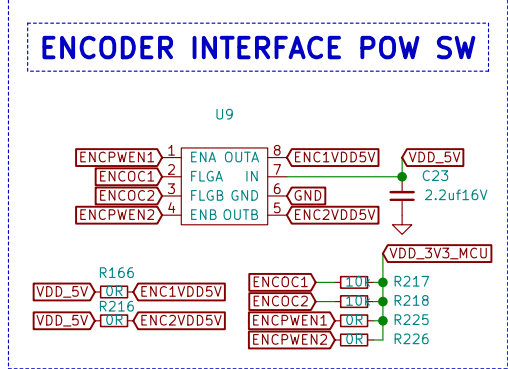 ENCODER INTERFACE POW SW
U9
ENCPWEN1 1 ENA OUTA 8 ENC1VDD5V VDD_5V
ENCOC1 2 FLGA IN 7 C23
ENCOC2 3 FLGB GND 6 GND 2.2uf16V
ENCPWEN2 4 ENB OUTB 5 ENC2VDD5V
VDD_3V3_MCU
R166
VDD_5V 0R ENC1VDD5V
R216
VDD_5V 0R ENC2VDD5V
ENCOC1 R217
ENCOC2 R218
ENCPWEN1 0R R225
ENCPWEN2 0R R226